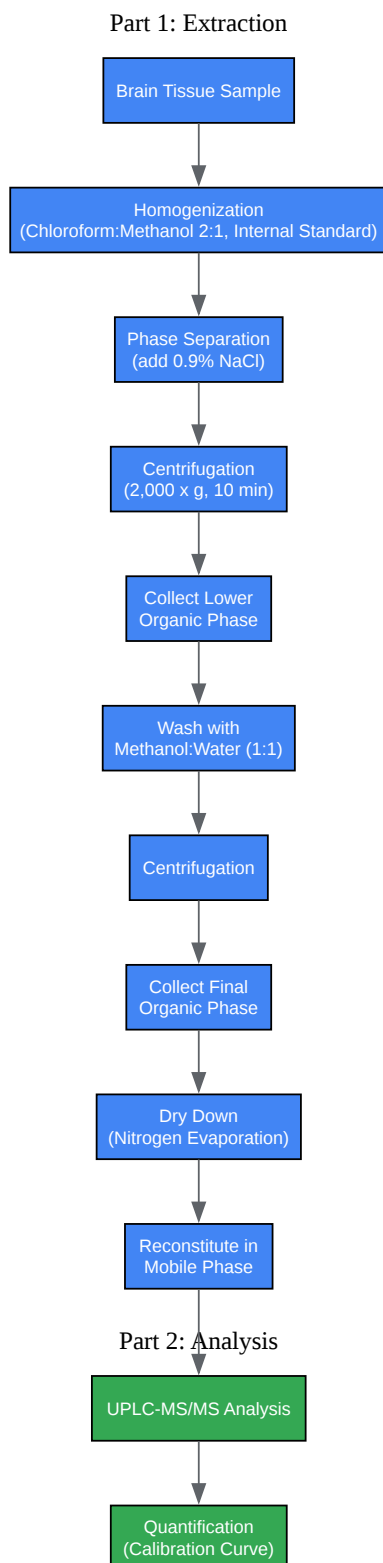 Part 1: Extraction
Brain Tissue Sample
Homogenization
(Chloroform:Methanol 2:1, Internal Standard)
Phase Separation
(add 0.9% NaCl)
Centrifugation
(2,000 x g, 10 min)
Collect Lower
Organic Phase
Wash with
Methanol:Water (1:1)
Centrifugation
Collect Final
Organic Phase
Dry Down
(Nitrogen Evaporation)
Reconstitute in
Mobile Phase
Part 2: Analysis
UPLC-MS/MS Analysis
Quantification
(Calibration Curve)